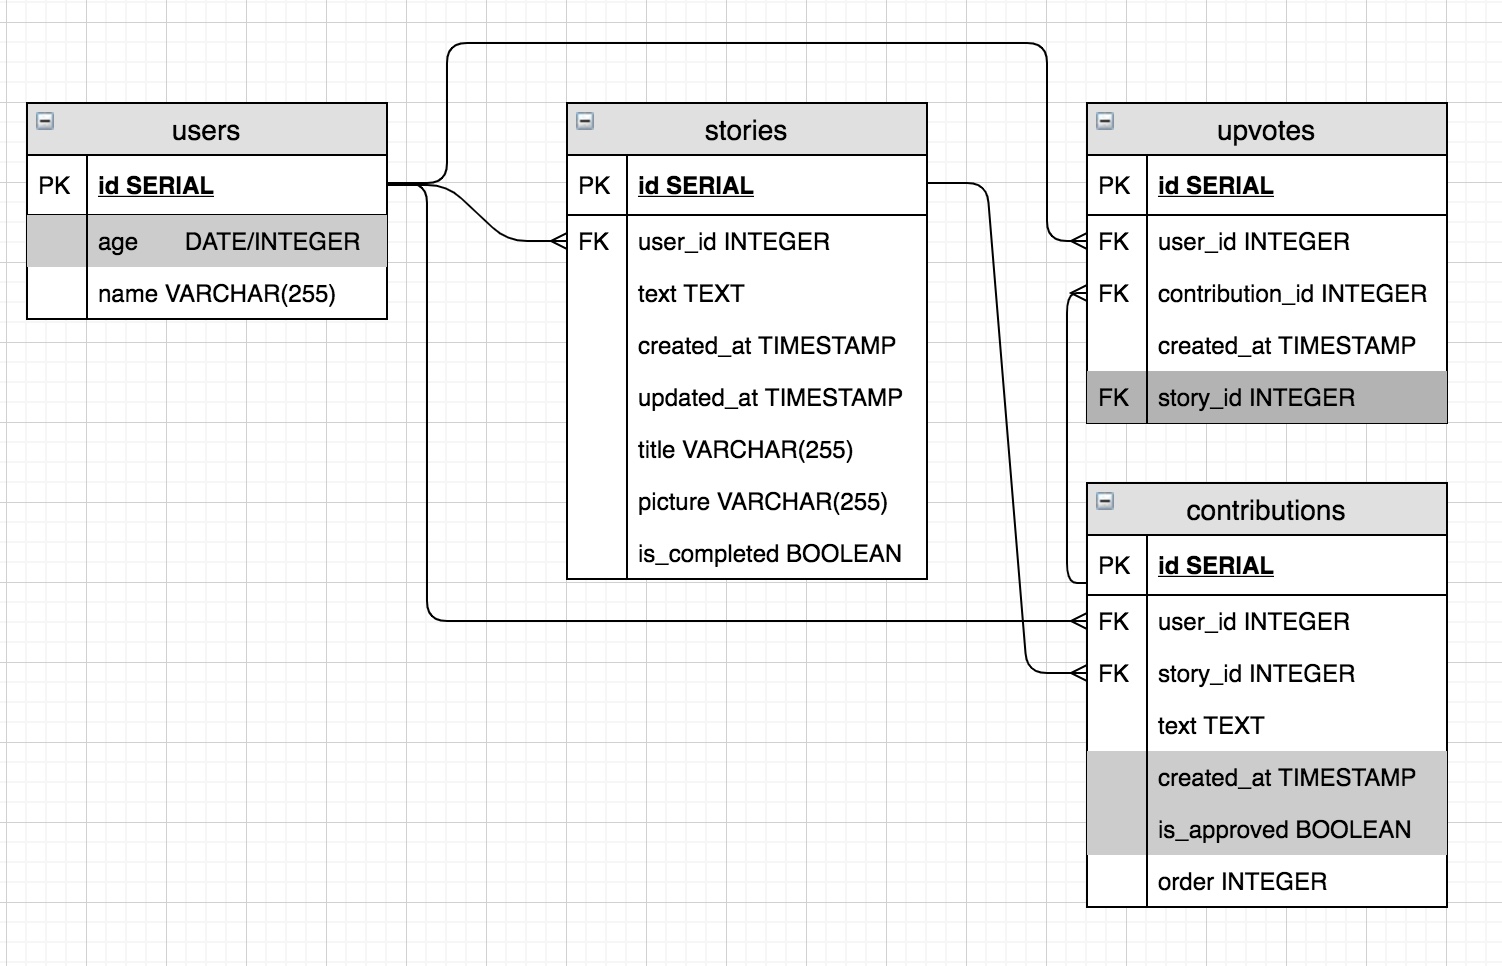 users
PK id SERIAL
age DATE/INTEGER
name VARCHAR(255)
stories
PK id SERIAL
FK user_id INTEGER
text TEXT
created_at TIMESTAMP
updated_at TIMESTAMP
title VARCHAR(255)
picture VARCHAR(255)
is_completed BOOLEAN
upvotes
PK id SERIAL
FK user_id INTEGER
FK contribution_id INTEGER
created_at TIMESTAMP
FK story_id INTEGER
contributions
PK id SERIAL
FK user_id INTEGER
FK story_id INTEGER
text TEXT
created_at TIMESTAMP
is_approved BOOLEAN
order INTEGER